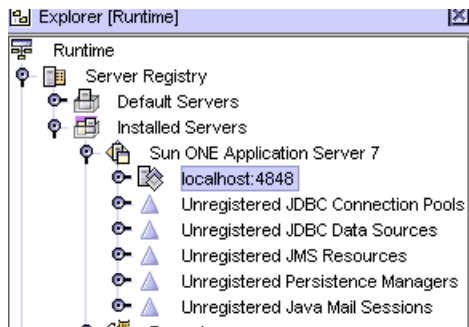 Explorer [Runtime]
Runtime
Server Registry
Default Servers
Installed Servers
Sun ONE Application Server 7
localhost:4848
Unregistered JDBC Connection Pools
Unregistered JDBC Data Sources
Unregistered JMS Resources
Unregistered Persistence Managers
Unregistered Java Mail Sessions